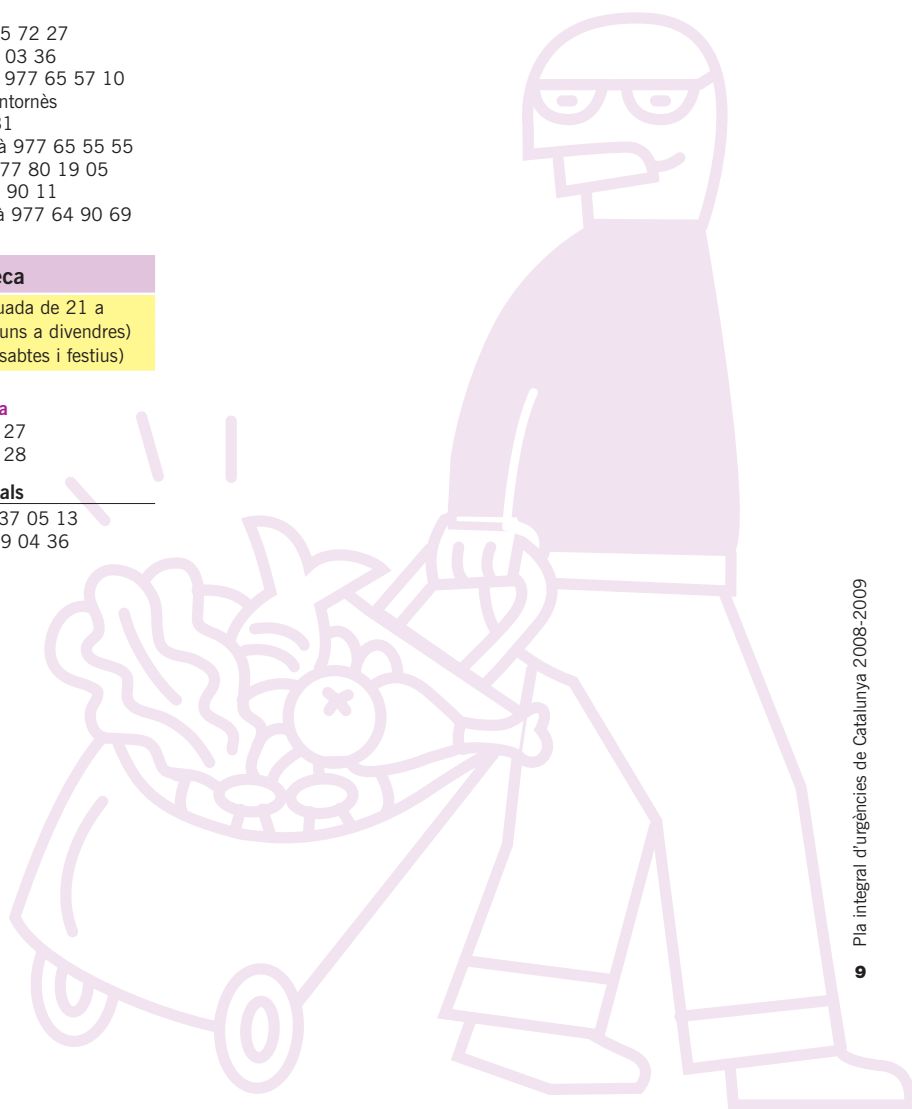 5 72 27
03 36
977 65 57 10
ntornès
31
à 977 65 55 55
77 80 19 05
90 11
à 977 64 90 69
eca
uada de 21 a
uns a divendres)
sabtes i festius)
a
27
28
als
37 05 13
9 04 36
Pla integral d'urgències de Catalunya 2008-2009
9